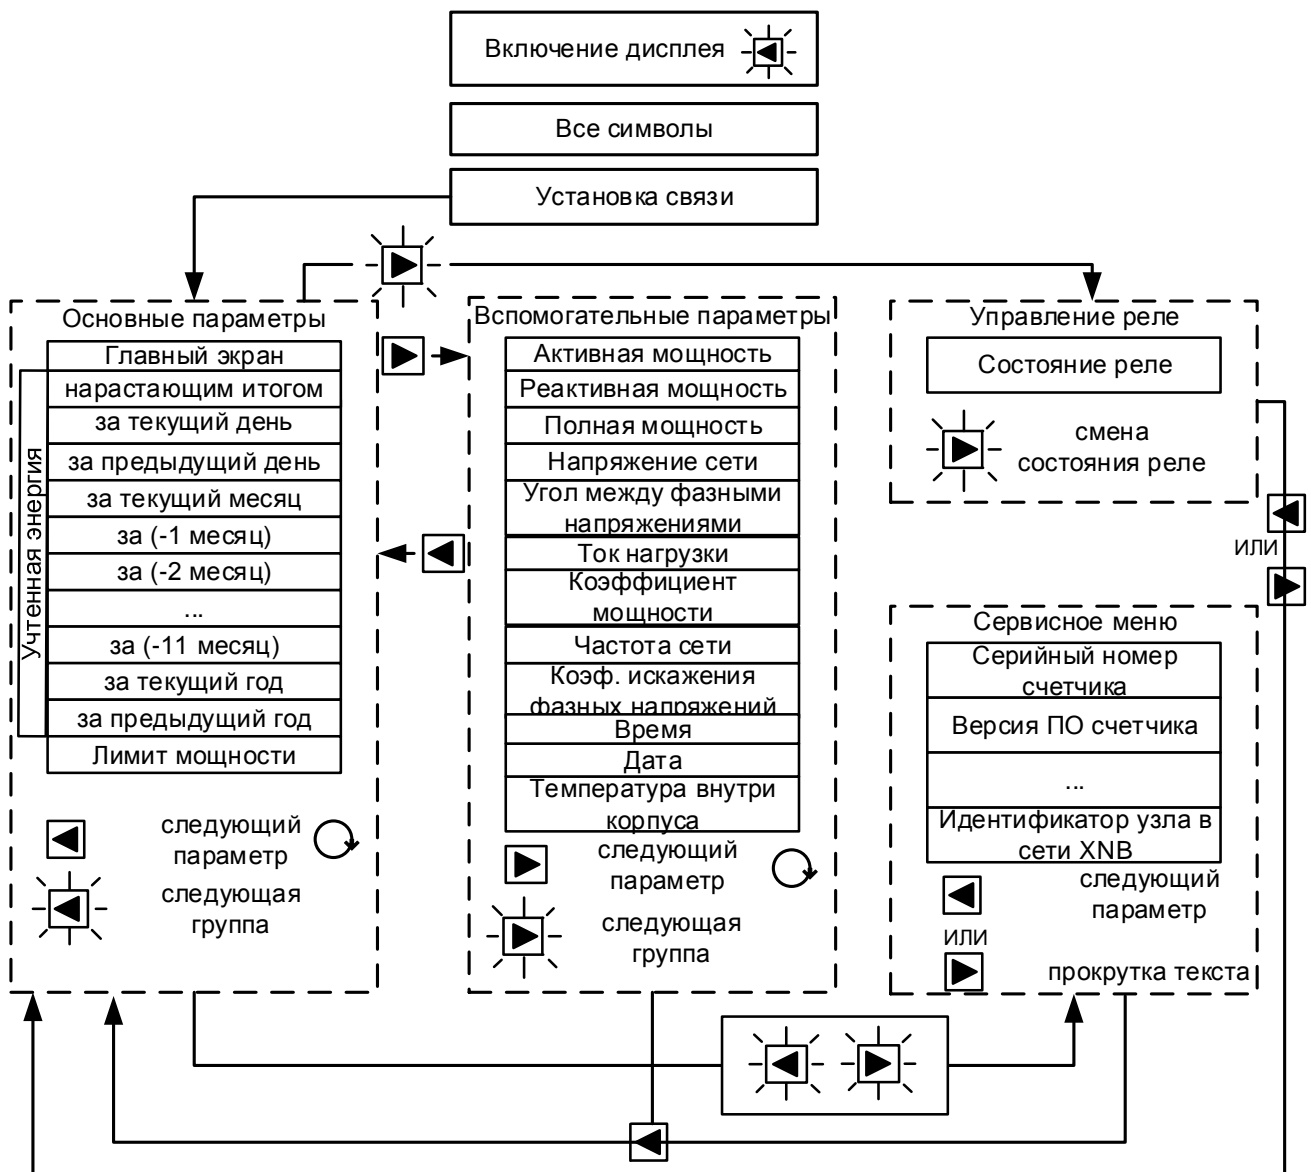 Включение дисплея
Все символы
Установка связи
Основные параметры
Главный экран
Учтенная энергия
нарастающим итогом
за текущий день
за предыдущий день
за текущий месяц
за (-1 месяц)
за (-2 месяц)
...
за (-11 месяц)
за текущий год
за предыдущий год
Лимит мощности
следующий
параметр
следующая
группа
Вспомогательные параметры
Активная мощность
Реактивная мощность
Полная мощность
Напряжение сети
Угол между фазными
напряжениями
Ток нагрузки
Коэффициент
мощности
Частота сети
Коэф. искажения
фазных напряжений
Время
Дата
Температура внутри
корпуса
следующий
параметр
следующая
группа
Управление реле
Состояние реле
смена
состояния реле
ИЛИ
Сервисное меню
Серийный номер
счетчика
Версия ПО счетчика
...
Идентификатор узла в
сети XNB
следующий
параметр
ИЛИ
прокрутка текста